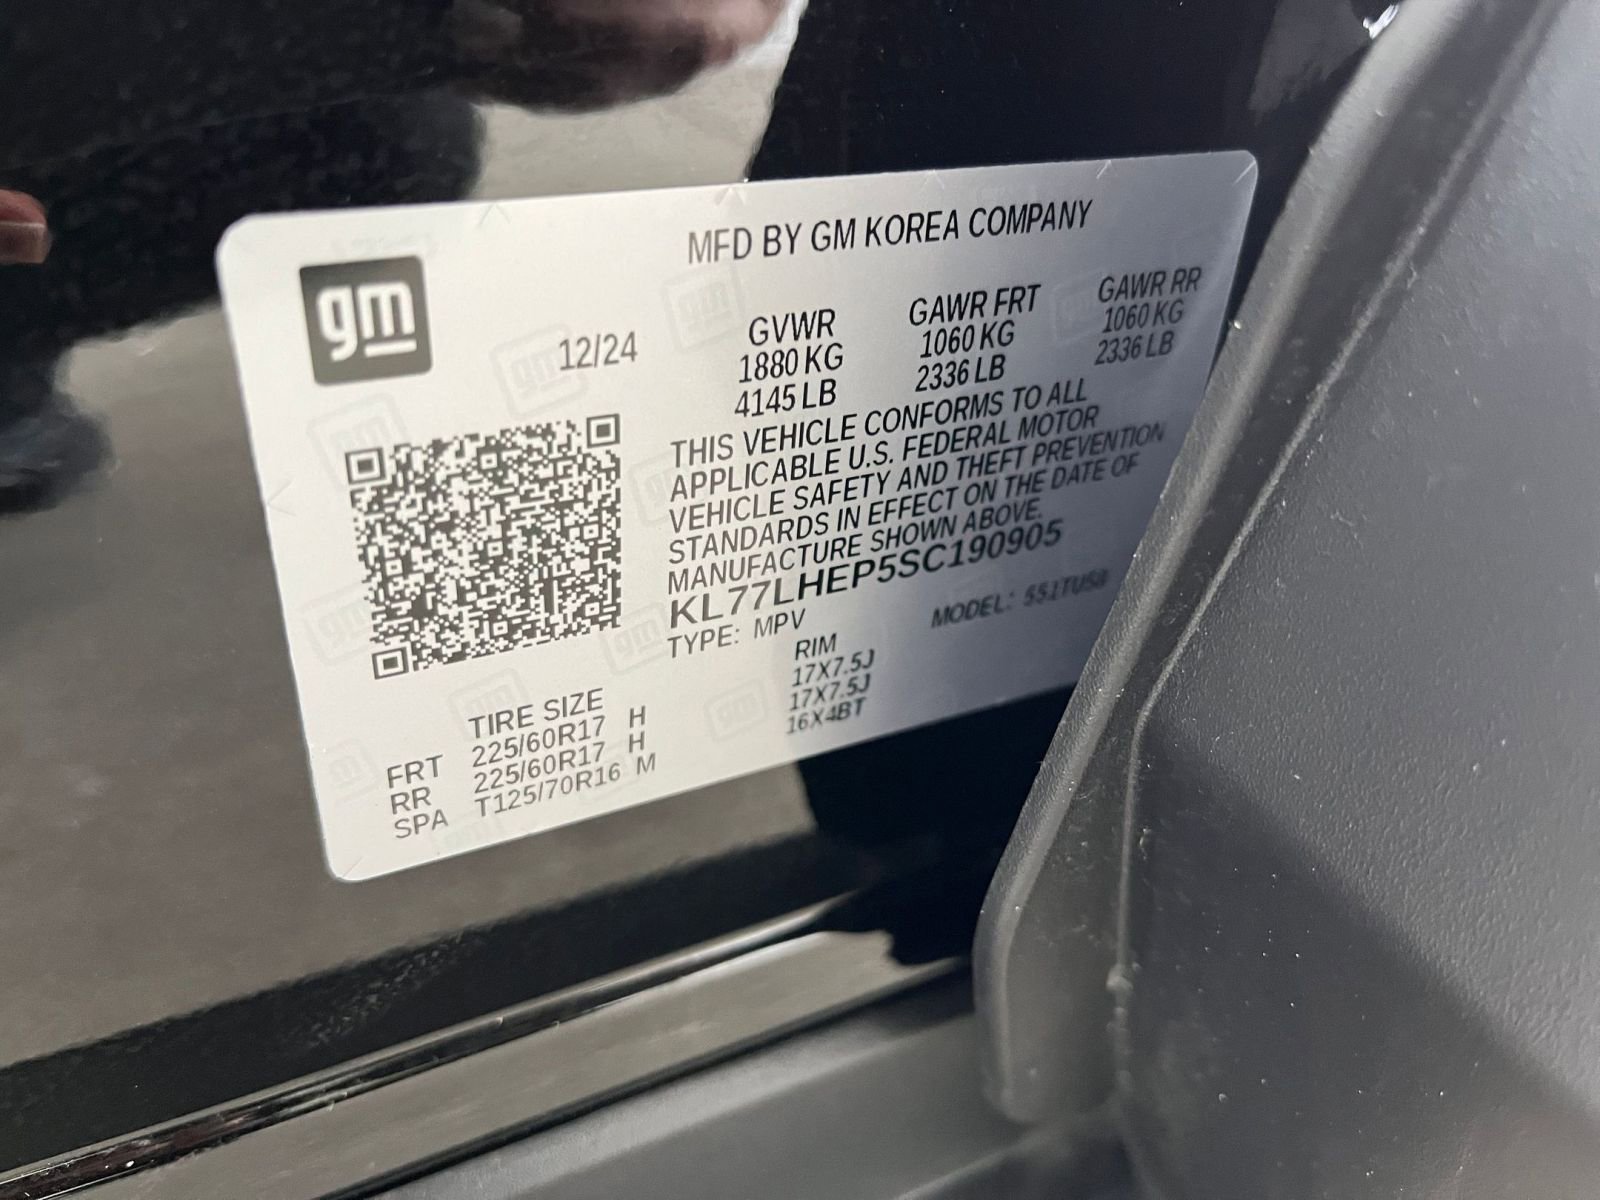 MFD BY GM KOREA COMPANY
gm
12/24
GVWR GAWR FRT GAWR RR
1880 KG 1060 KG 1060 KG
4145 LB 2336 LB 2336 LB
THIS VEHICLE CONFORMS TO ALL
APPLICABLE U.S. FEDERAL MOTOR
VEHICLE SAFETY AND THEFT PREVENTION
STANDARDS IN EFFECT ON THE DATE OF
MANUFACTURE SHOWN ABOVE.
KL77LHEP5SC190905
TYPE: MPV MODEL: 551TU58
TIRE SIZE RIM
FRT 225/60R17 H 17X7.5J
RR 225/60R17 H 17X7.5J
SPA T125/70R16 M 16X4BT